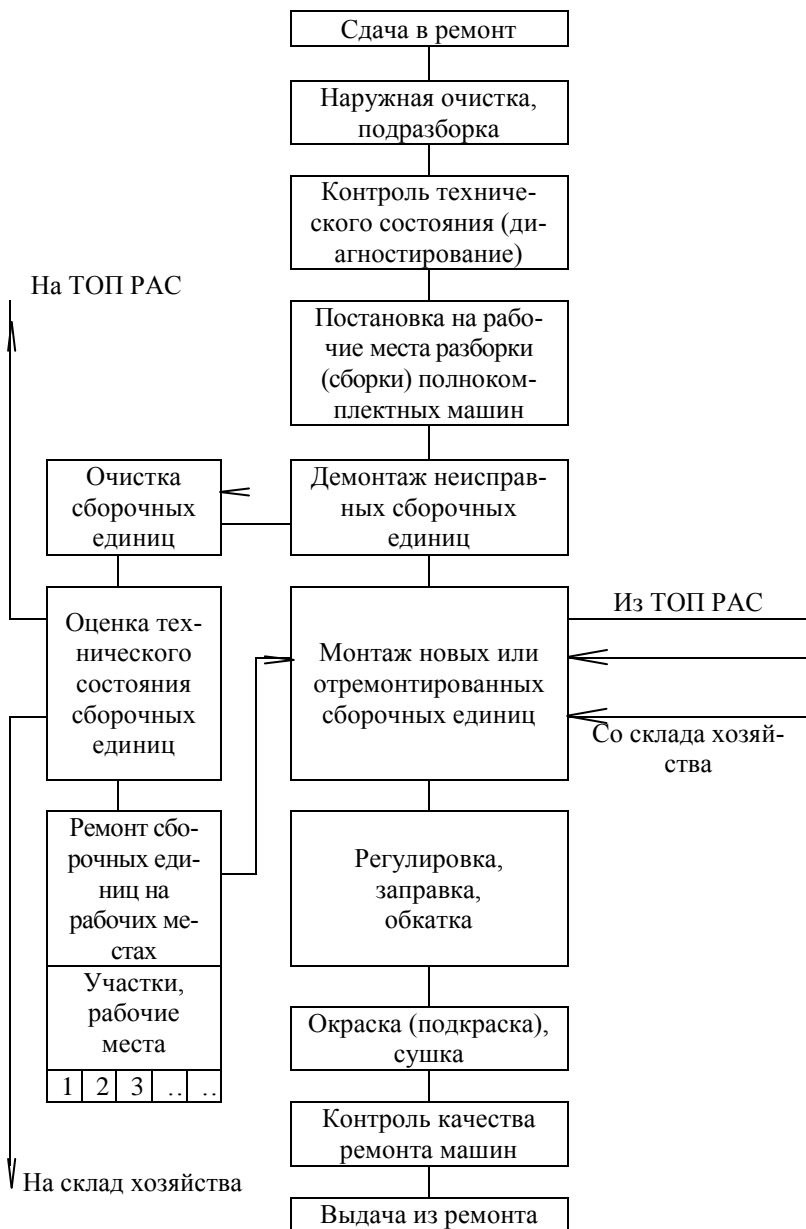 Сдача в ремонт
Наружная очистка,
подразборка
Контроль техниче-
ского состояния (ди-
агностирование)
На ТОП РАС
Постановка на рабо-
чие места разборки
(сборки) полноком-
плектных машин
Очистка
сборочных
единиц
Демонтаж неисправ-
ных сборочных
единиц
Оценка тех-
нического
состояния
сборочных
единиц
Монтаж новых или
отремонтированных
сборочных единиц
Из ТОП РАС
Со склада хозяй-
ства
Ремонт сбо-
рочных еди-
ниц на
рабочих ме-
стах
Участки,
рабочие
места
1 2 3 .. ..
Регулировка,
заправка,
обкатка
Окраска (подкраска),
сушка
Контроль качества
ремонта машин
На склад хозяйства
Выдача из ремонта